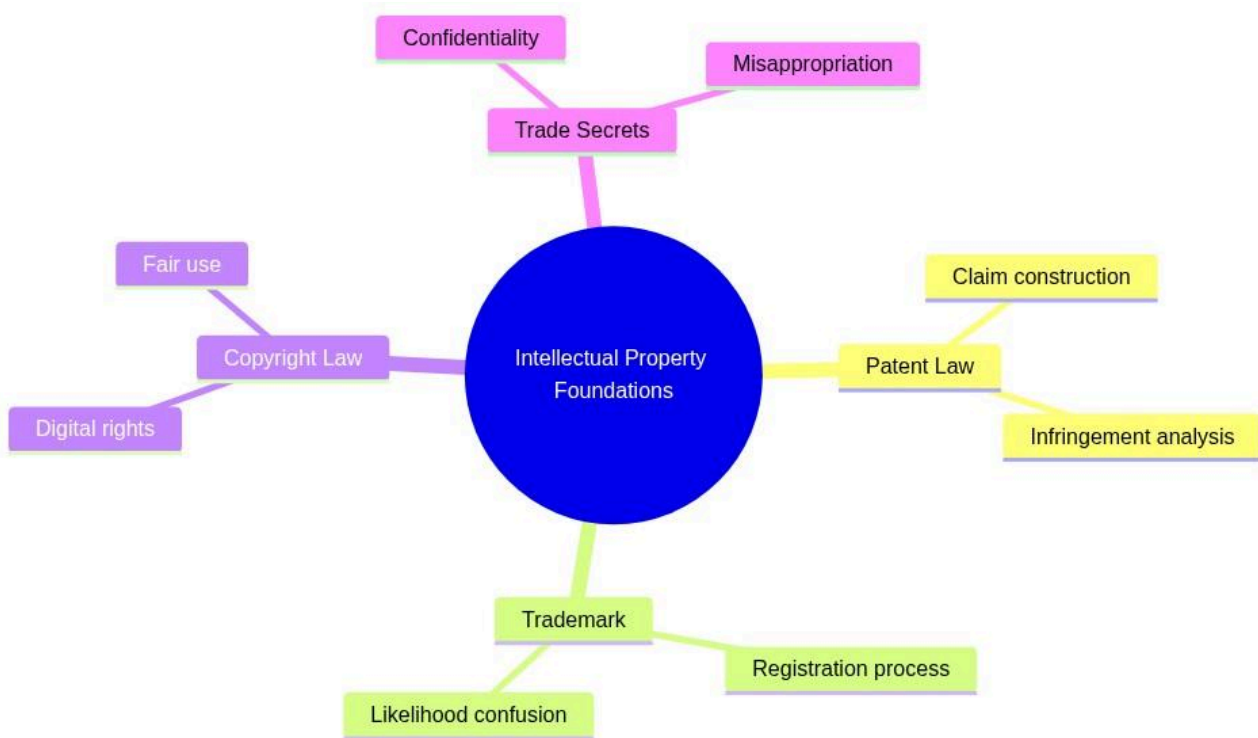 Confidentiality
Misappropriation
Trade Secrets
Fair use
Claim construction
Copyright Law
Intellectual Property
Foundations
Patent Law
Digital rights
Infringement analysis
Trademark
Registration process
Likelihood confusion